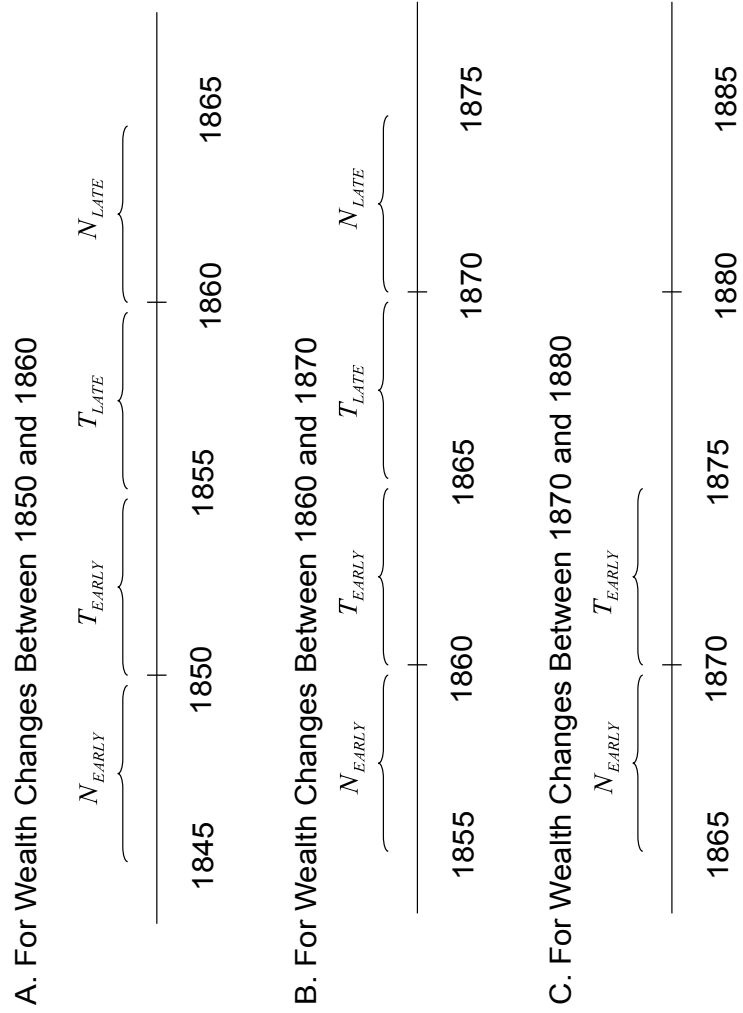 A. For Wealth Changes Between 1850 and 1860
N_EARLY T_EARLY T_LATE N_LATE
1845 1850 1855 1860 1865
B. For Wealth Changes Between 1860 and 1870
N_EARLY T_EARLY T_LATE N_LATE
1855 1860 1865 1870 1875
C. For Wealth Changes Between 1870 and 1880
N_EARLY T_EARLY
1865 1870 1875 1880 1885